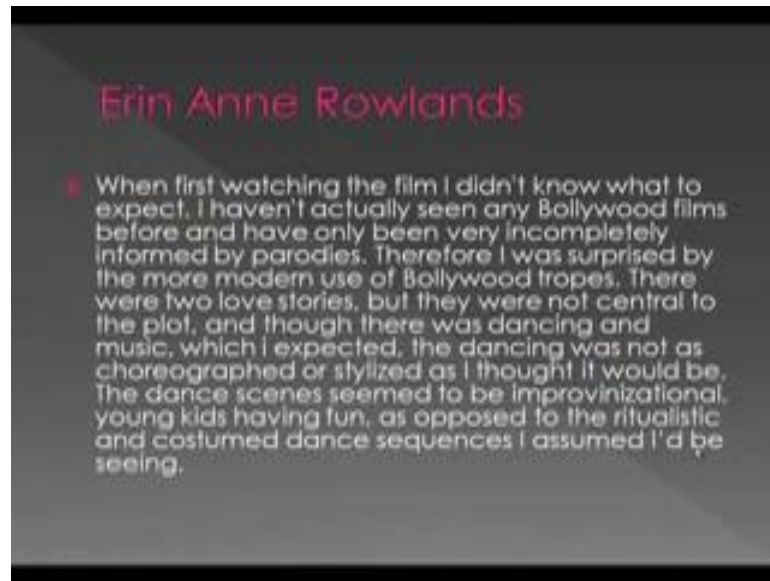 Erin Anne Rowlands
When first watching the film I didn't know what to
expect. I haven't actually seen any Bollywood films
before and have only been very incompletely
informed by parodies. Therefore I was surprised by
the more modern use of Bollywood tropes. There
were two love stories, but they were not central to
the plot, and though there was dancing and
music, which i expected, the dancing was not as
choreographed or stylized as I thought it would be.
The dance scenes seemed to be improvinizational,
young kids having fun, as opposed to the ritualistic
and costumed dance sequences I assumed I'd be
seeing.